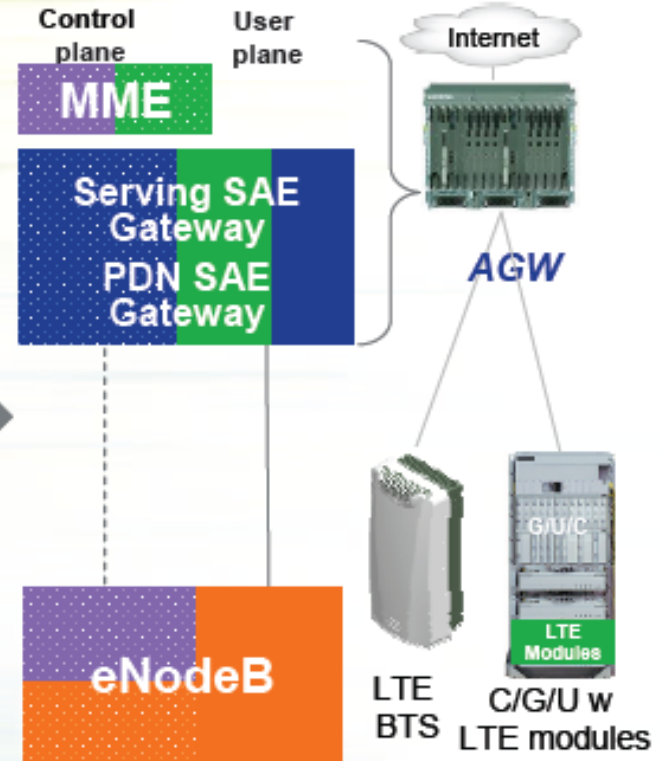 Control
plane
User
plane
Internet
MME
Serving SAE
Gateway
PDN SAE
Gateway
AGW
G/U/C
LTE
Modules
eNodeB
LTE
BTS
C/G/U w
LTE modules